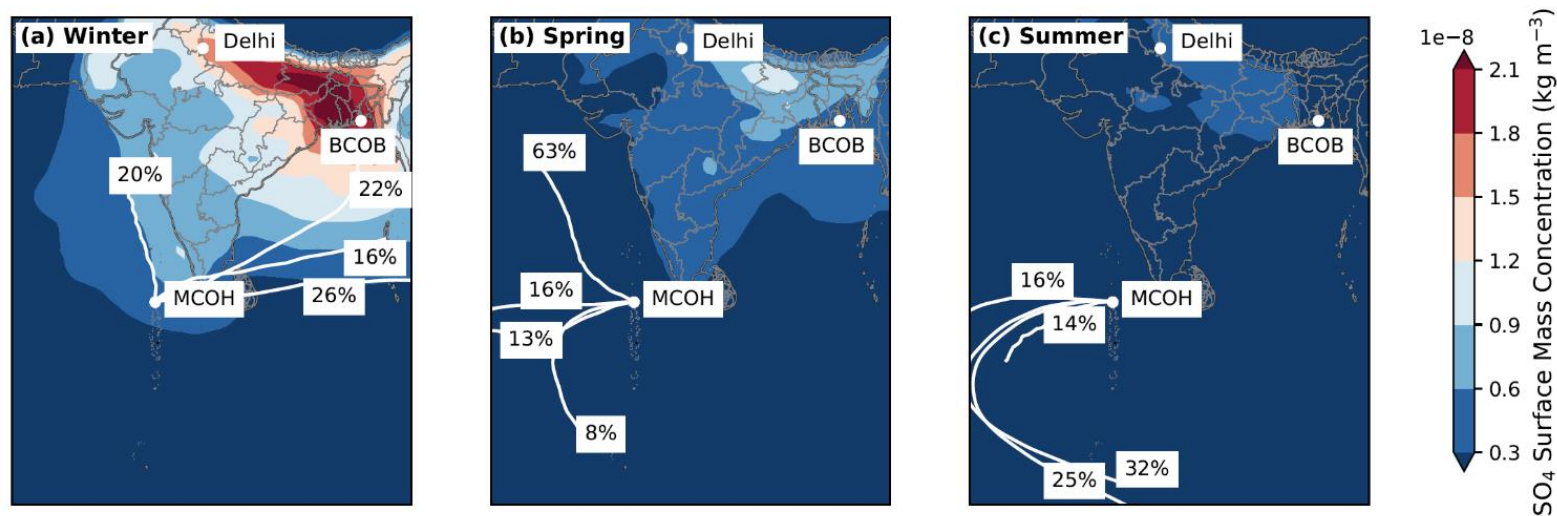 (a) Winter
Delhi
BCOB
20%
22%
16%
26%
MCOH
(b) Spring
Delhi
BCOB
63%
16%
MCOH
13%
8%
(c) Summer
Delhi
BCOB
16%
MCOH
14%
32%
25%
1e−8
2.1
1.8
1.5
1.2
0.9
0.6
0.3
SO₄ Surface Mass Concentration (kg m⁻³)